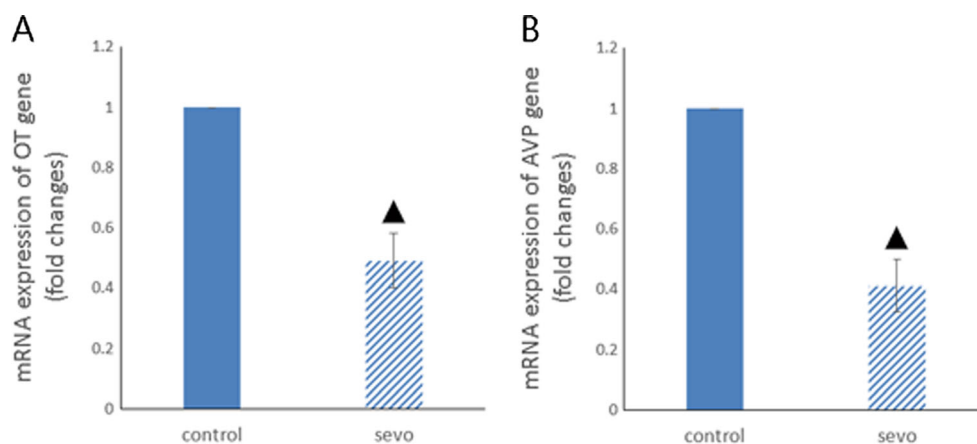 A
mRNA expression of OT gene
(fold changes)
1.2
1
0.8
0.6
0.4
0.2
0
control sevo
B
mRNA expression of AVP gene
(fold changes)
1.2
1
0.8
0.6
0.4
0.2
0
control sevo